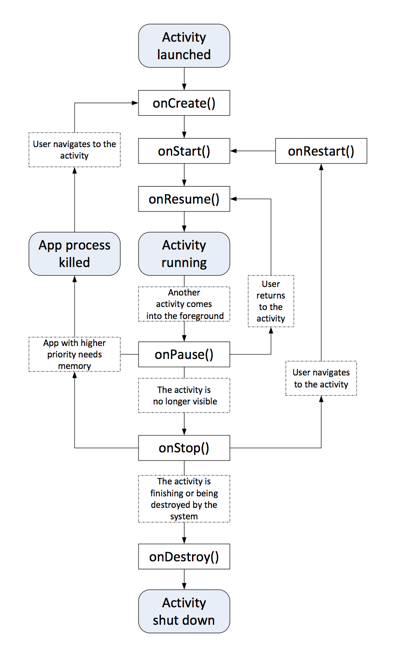 Activity
launched
onCreate()
User navigates to the
activity
onStart()
onRestart()
onResume()
App process
killed
Activity
running
User
returns
to the
activity
Another
activity comes
into the foreground
App with higher
priority needs
memory
onPause()
User navigates
to the activity
The activity is
no longer visible
onStop()
The activity is
finishing or being
destroyed by the
system
onDestroy()
Activity
shut down